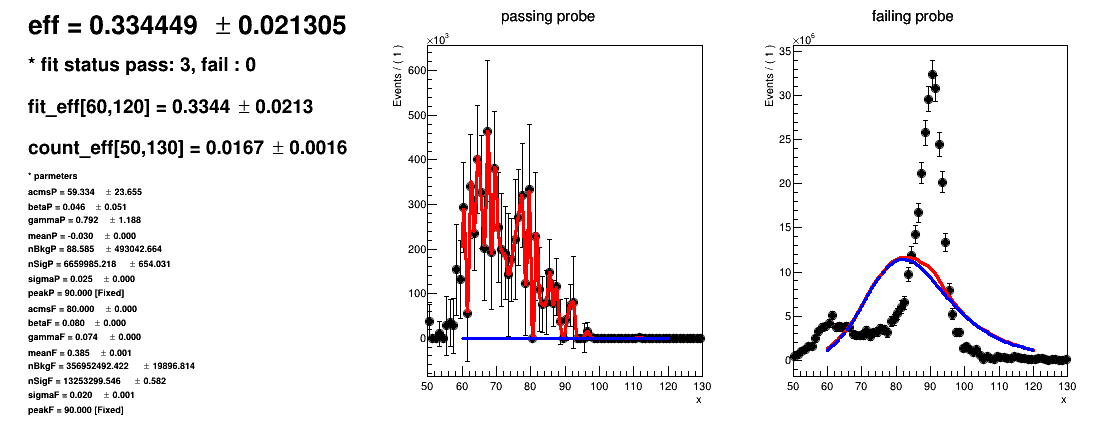 eff = 0.334449 ± 0.021305
* fit status pass: 3, fail : 0
fit_eff[60,120] = 0.3344 ± 0.0213
count_eff[50,130] = 0.0167 ± 0.0016
* parmeters
acmsP = 59.334 ± 23.655
betaP = 0.046 ± 0.051
gammaP = 0.792 ± 1.188
meanP = -0.030 ± 0.000
nBkgP = 88.585 ± 493042.664
nSigP = 6659985.218 ± 654.031
sigmaP = 0.025 ± 0.000
peakP = 90.000 [Fixed]
acmsF = 80.000 ± 0.000
betaF = 0.080 ± 0.000
gammaF = 0.074 ± 0.000
meanF = 0.385 ± 0.001
nBkgF = 356952492.422 ± 19896.814
nSigF = 13253299.546 ± 0.582
sigmaF = 0.020 ± 0.001
peakF = 90.000 [Fixed]
passing probe
×10³
Events / ( 1 )
600
500
400
300
200
100
0
50 60 70 80 90 100 110 120 130
x
failing probe
×10⁶
Events / ( 1 )
35
30
25
20
15
10
5
0
50 60 70 80 90 100 110 120 130
x